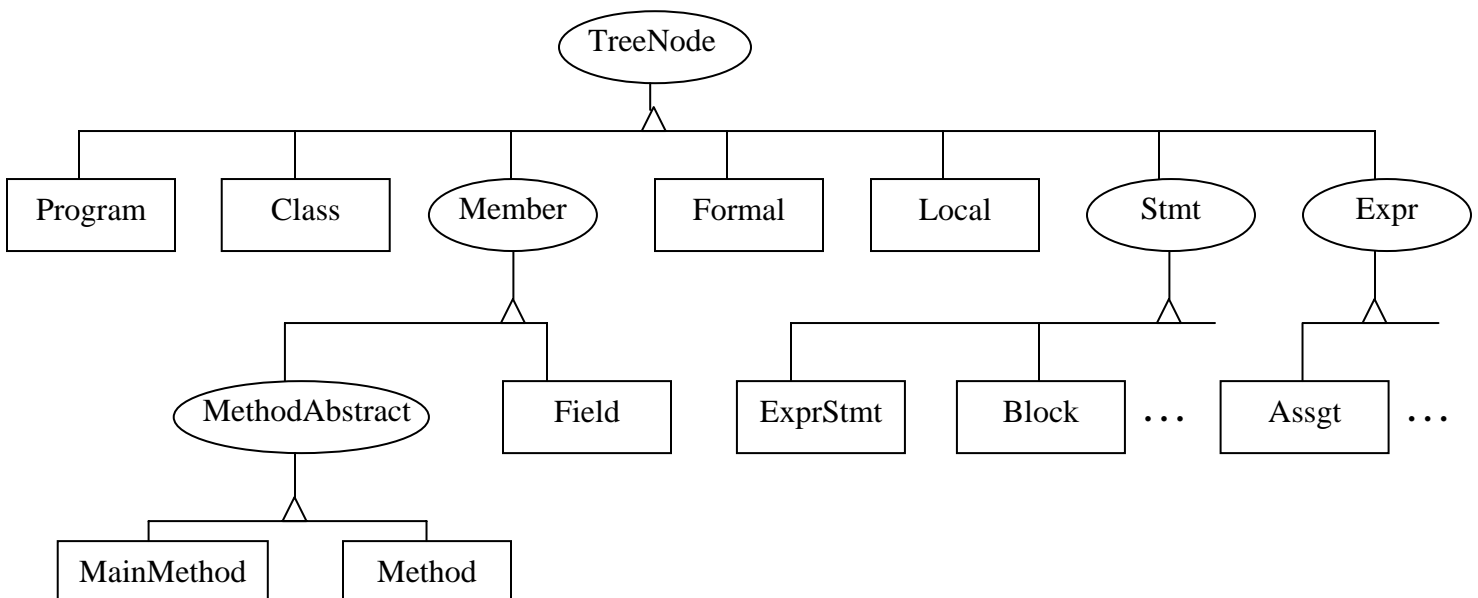 TreeNode
Program Class Member Formal Local Stmt Expr
MethodAbstract Field ExprStmt Block ... Assgt ...
MainMethod Method